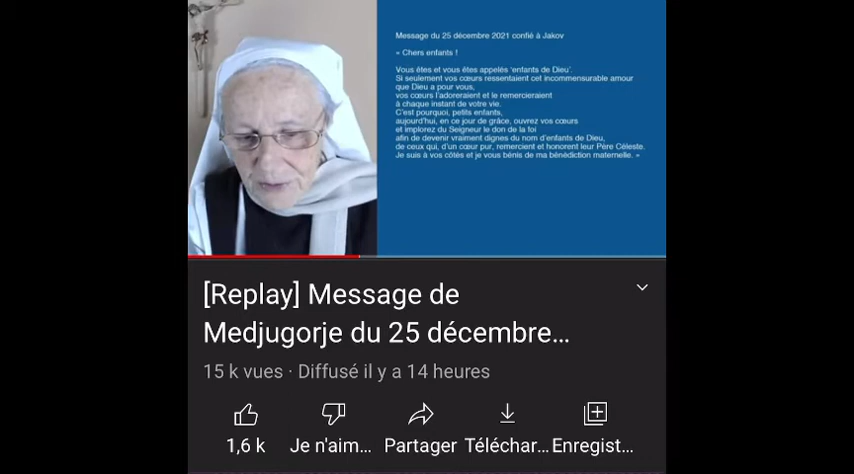 Message du 25 décembre 2021 confié à Jakov
« Chers enfants !
Vous êtes et vous êtes appelés 'enfants de Dieu'.
Si seulement vos cœurs ressentaient cet incommensurable amour
que Dieu a pour vous,
vos cœurs l'adoreraient et le remercieraient
à chaque instant de votre vie.
C'est pourquoi, petits enfants,
aujourd'hui, en ce jour de grâce, ouvrez vos cœurs
et implorez du Seigneur le don de la foi
afin de devenir vraiment dignes du nom d'enfants de Dieu,
de ceux qui, d'un cœur pur, remercient et honorent leur Père Céleste.
Je suis à vos côtés et je vous bénis de ma bénédiction maternelle. »
[Replay] Message de
Medjugorje du 25 décembre...
15 k vues · Diffusé il y a 14 heures
1,6 k Je n'aim... Partager Téléchar... Enregist...